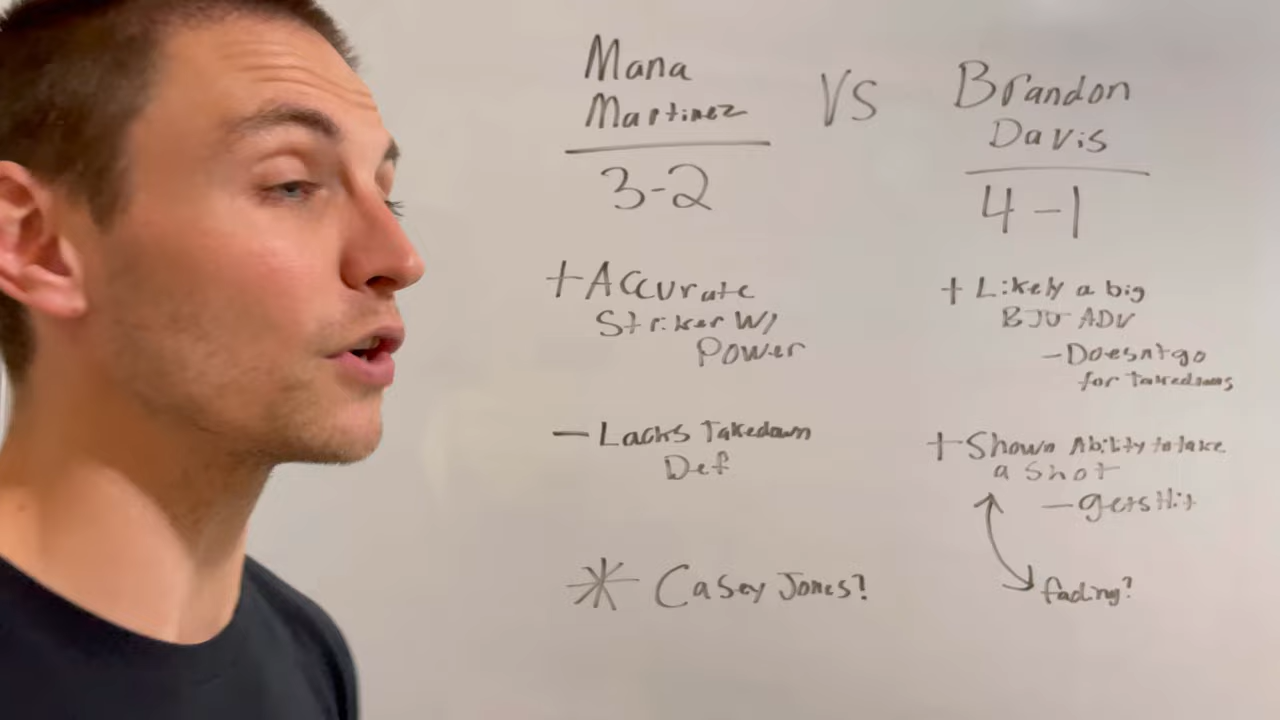 Mana
Martinez
3-2
+ Accurate
Striker W/
Power
- Lacks Takedown
Def
* Casey Jones?
VS
Brandon
Davis
4-1
+ Likely a big
BJJ ADV
- Doesnt go
for Takedowns
+ Shown Ability to take
a Shot
- gets Hit
fading?